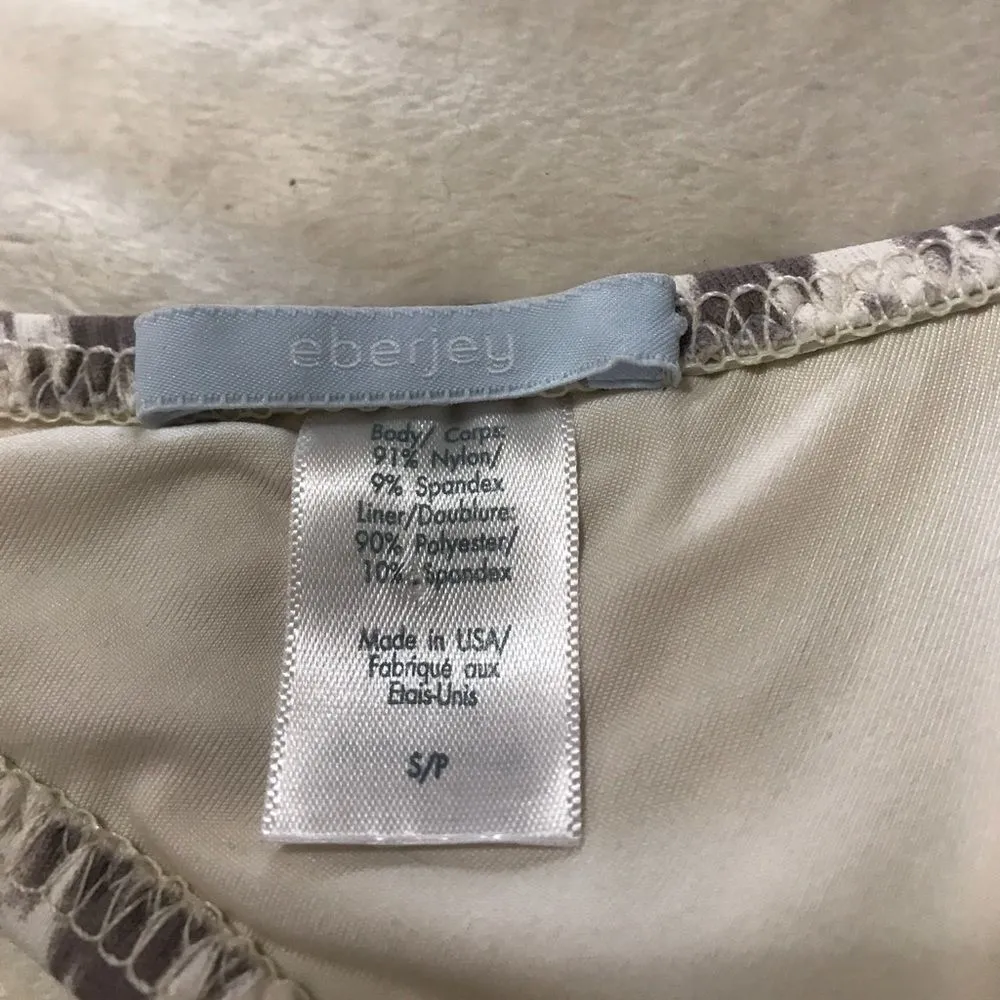 eberjey
Body/ Corps:
91% Nylon/
9% Spandex
Liner/Doublure:
90% Polyester/
10% Spandex
Made in USA/
Fabriqué aux
Etais-Unis
S/P